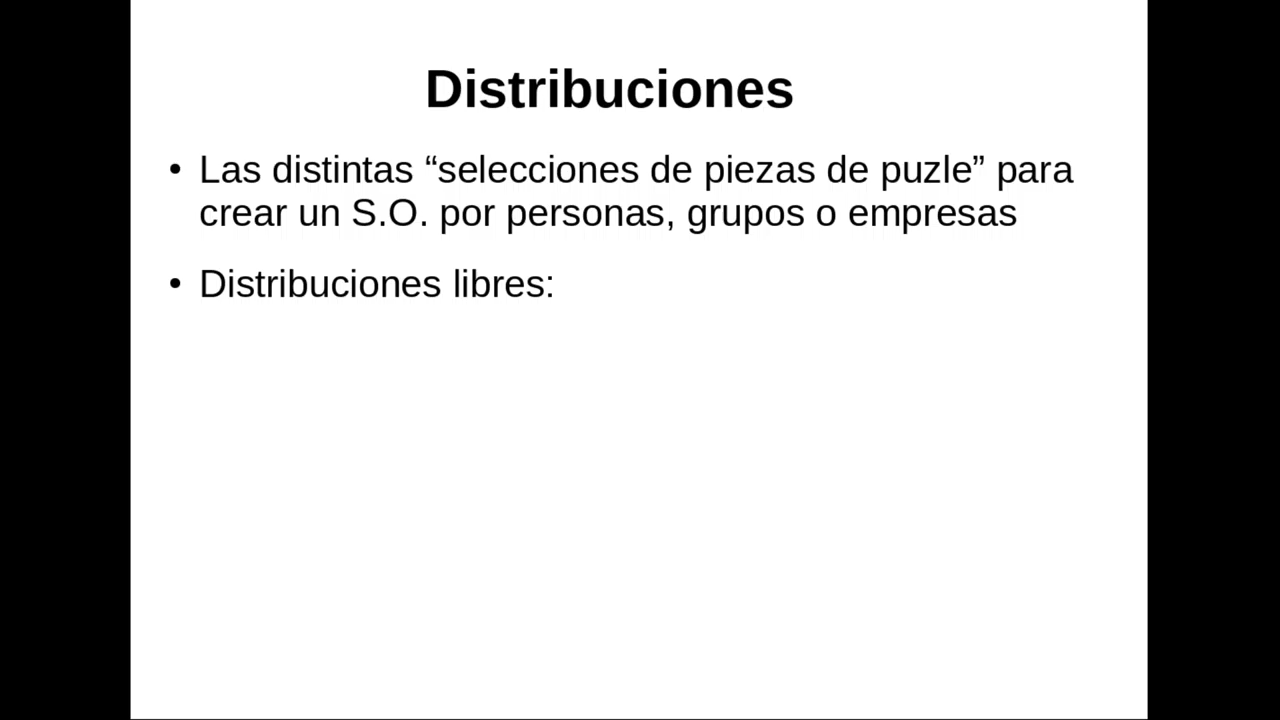 Distribuciones
• Las distintas “selecciones de piezas de puzle” para
crear un S.O. por personas, grupos o empresas
• Distribuciones libres: